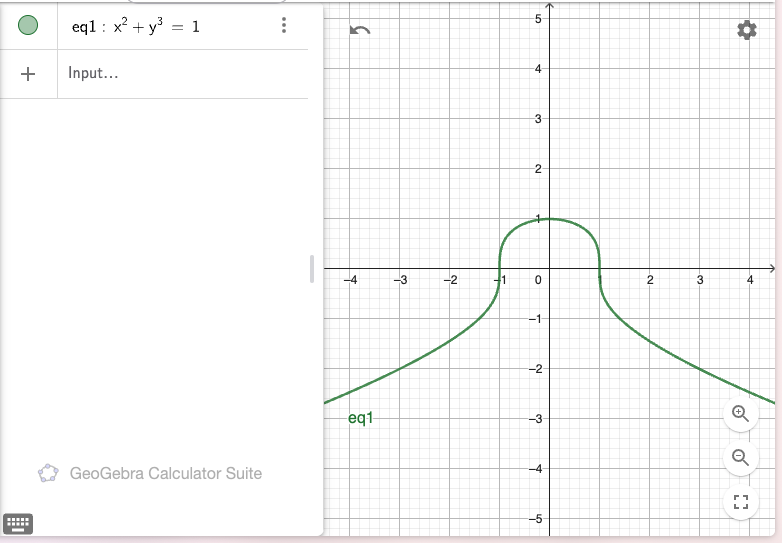 eq1 : x² + y³ = 1
Input...
GeoGebra Calculator Suite
5
4
3
2
1
-4 -3 -2 -1 0 1 2 3 4
-1
-2
-3
-4
-5
eq1